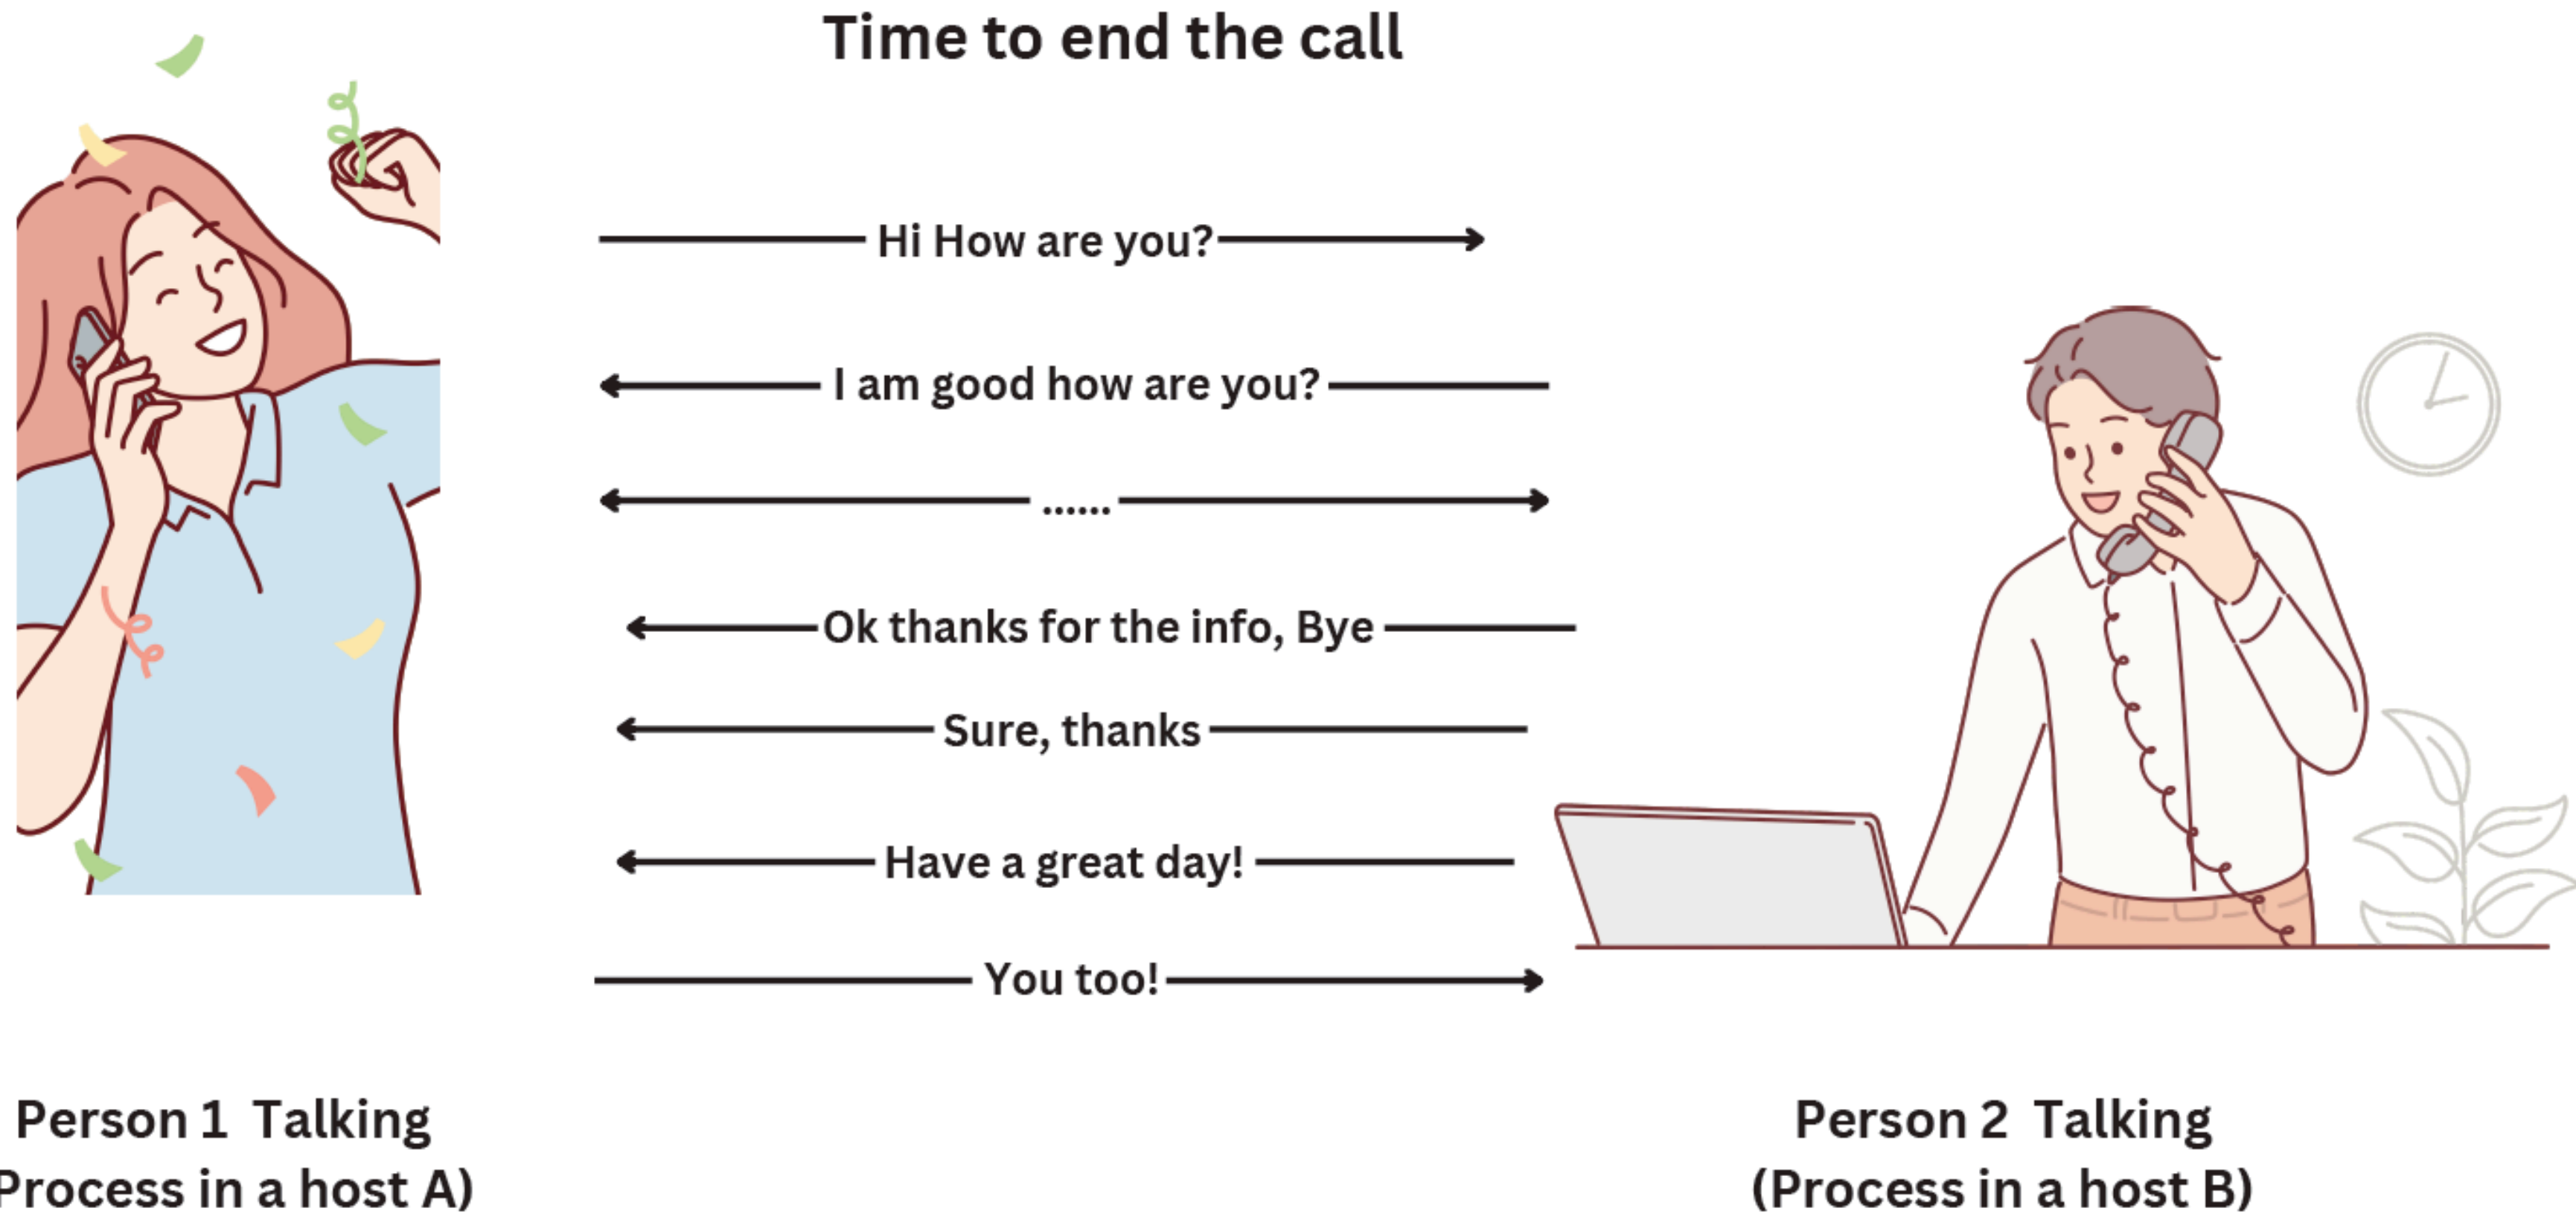 Time to end the call
Hi How are you?
I am good how are you?
......
Ok thanks for the info, Bye
Sure, thanks
Have a great day!
You too!
Person 1 Talking
Process in a host A)
Person 2 Talking
(Process in a host B)